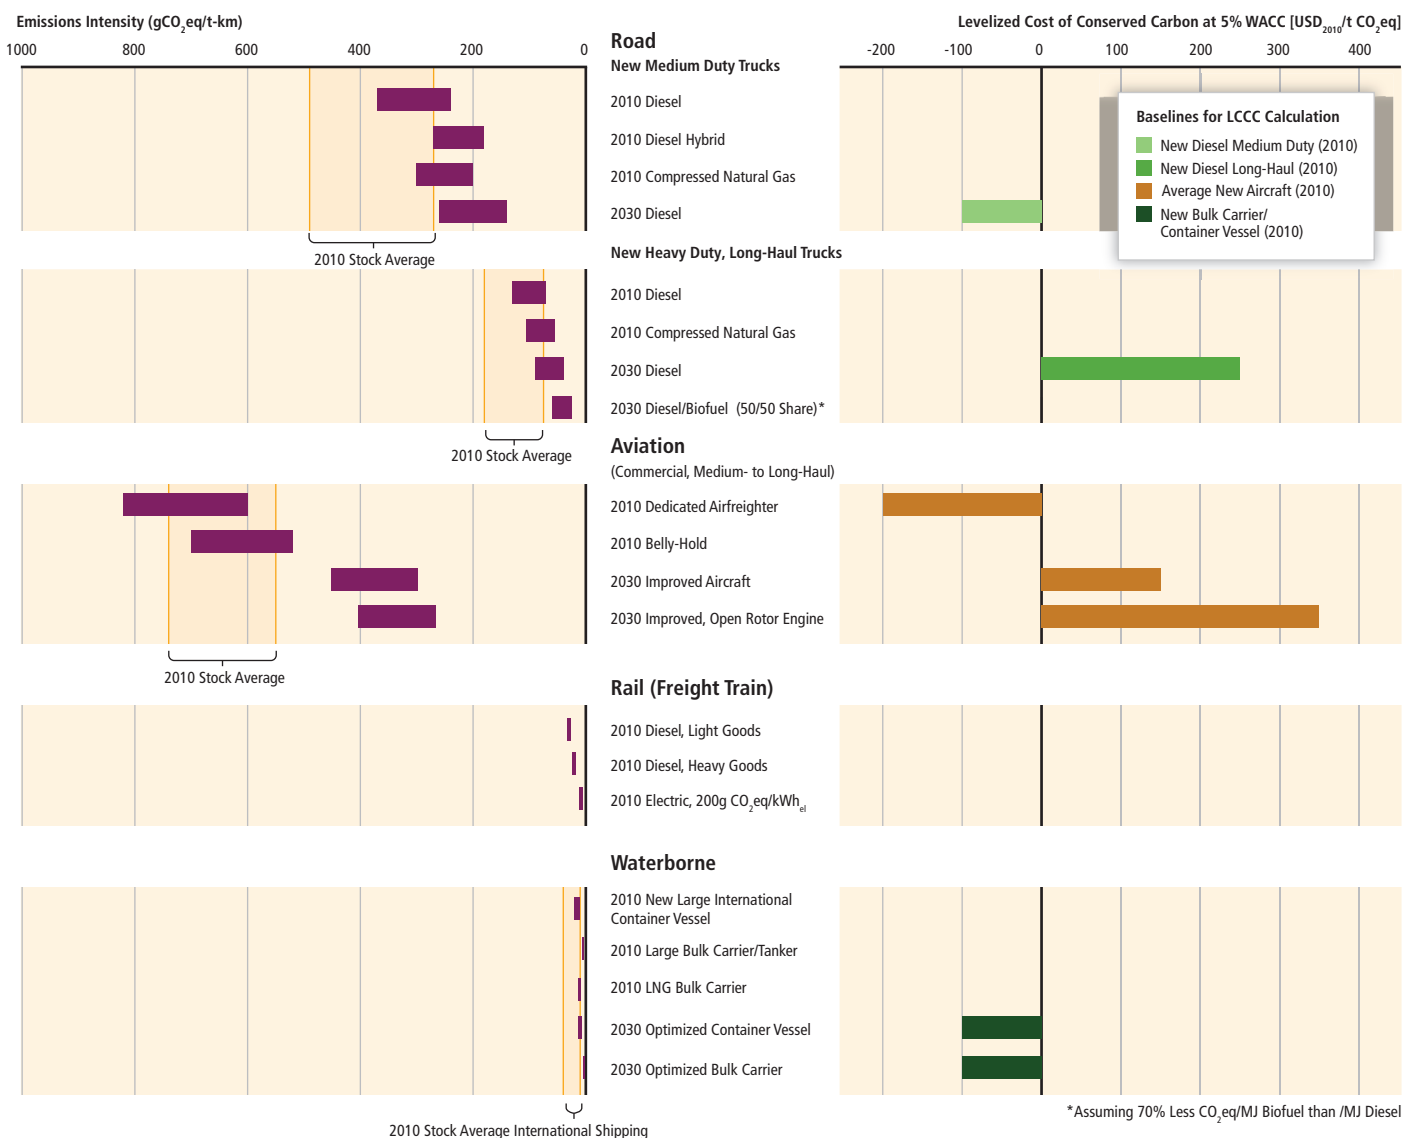 Emissions Intensity (gCO₂eq/t-km)
1000 800 600 400 200 0
Levelized Cost of Conserved Carbon at 5% WACC [USD₂₀₁₀/t CO₂eq]
-200 -100 0 100 200 300 400
Road
New Medium Duty Trucks
2010 Diesel
2010 Diesel Hybrid
2010 Compressed Natural Gas
2030 Diesel
2010 Stock Average
Baselines for LCCC Calculation
New Diesel Medium Duty (2010)
New Diesel Long-Haul (2010)
Average New Aircraft (2010)
New Bulk Carrier/
Container Vessel (2010)
New Heavy Duty, Long-Haul Trucks
2010 Diesel
2010 Compressed Natural Gas
2030 Diesel
2030 Diesel/Biofuel (50/50 Share)*
2010 Stock Average
Aviation
(Commercial, Medium- to Long-Haul)
2010 Dedicated Airfreighter
2010 Belly-Hold
2030 Improved Aircraft
2030 Improved, Open Rotor Engine
2010 Stock Average
Rail (Freight Train)
2010 Diesel, Light Goods
2010 Diesel, Heavy Goods
2010 Electric, 200g CO₂eq/kWhₑₗ
Waterborne
2010 New Large International
Container Vessel
2010 Large Bulk Carrier/Tanker
2010 LNG Bulk Carrier
2030 Optimized Container Vessel
2030 Optimized Bulk Carrier
2010 Stock Average International Shipping
*Assuming 70% Less CO₂eq/MJ Biofuel than /MJ Diesel